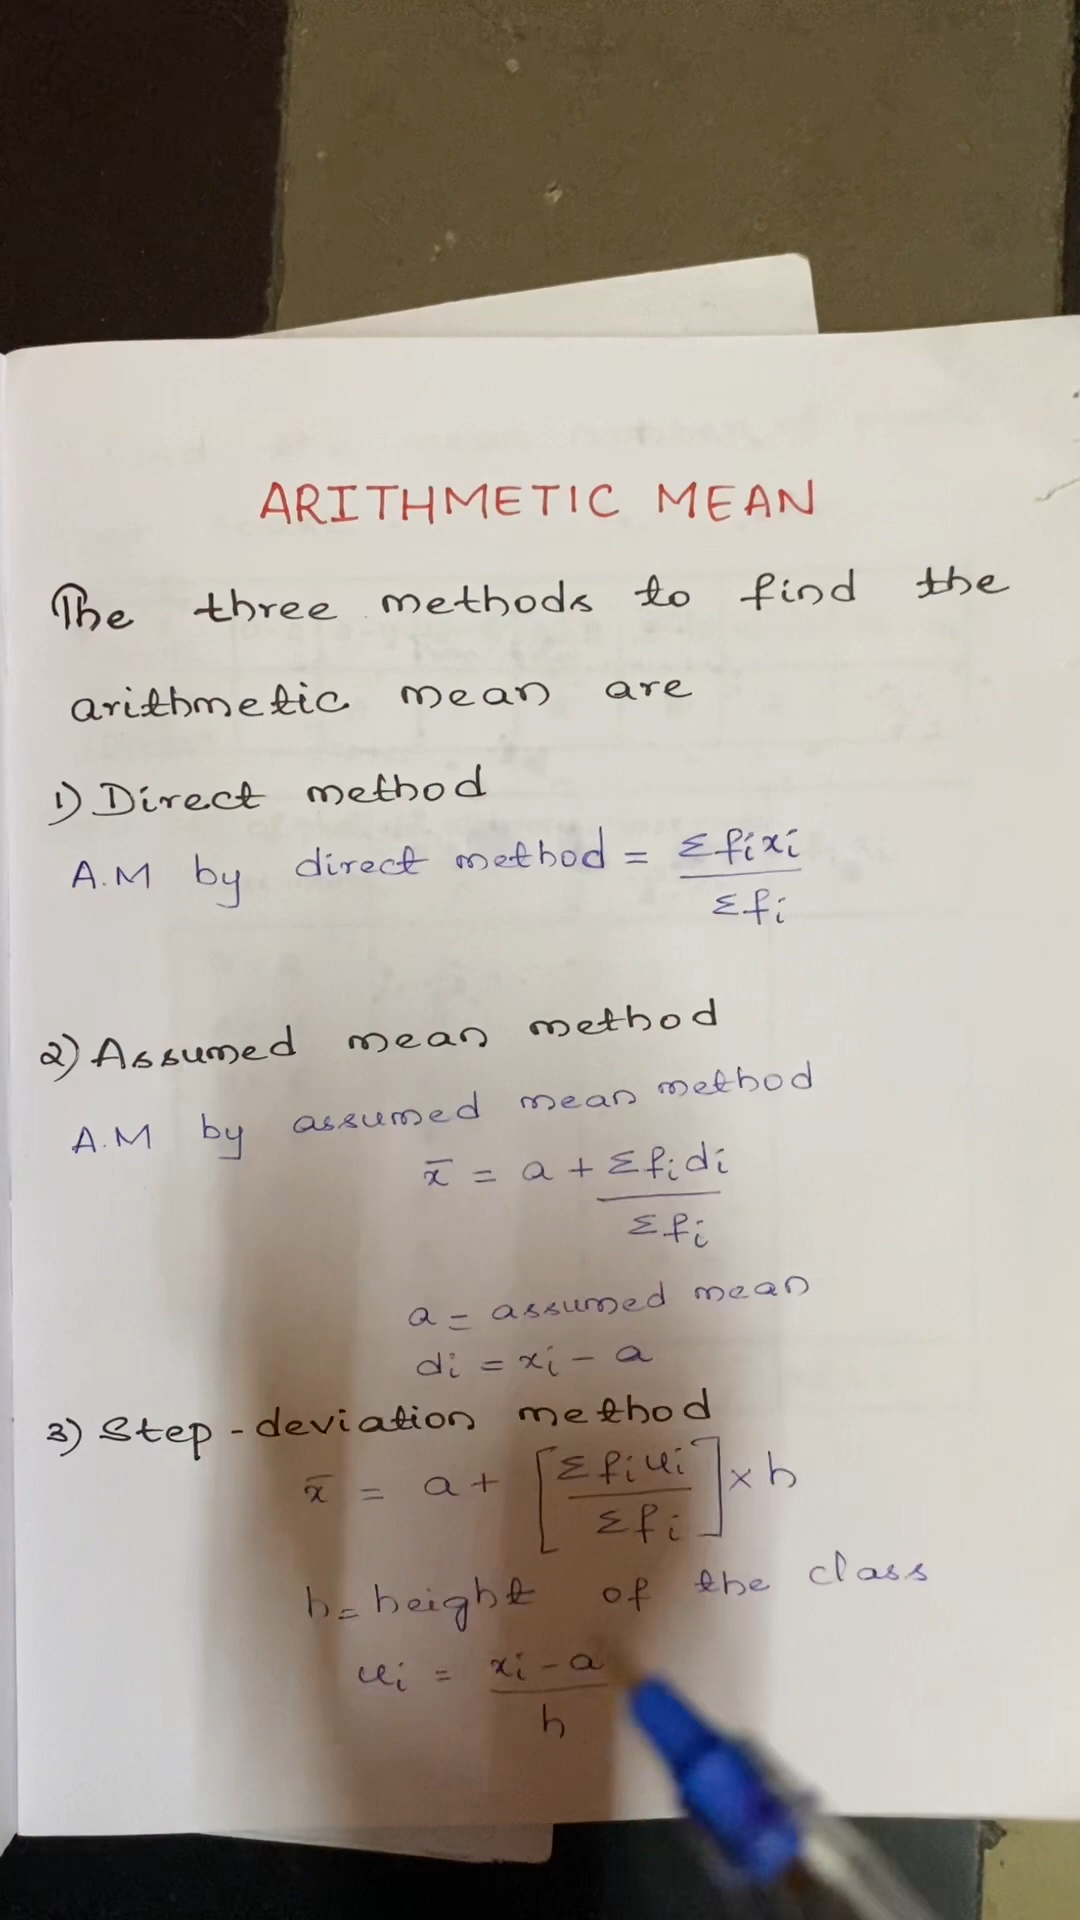 ARITHMETIC MEAN
The three methods to find the
arithmetic mean are
1) Direct method
A.M by direct method = Σfixi
Σfi
2) Assumed mean method
A.M by assumed mean method
x̄ = a + Σfidi
Σfi
a = assumed mean
di = xi - a
3) Step-deviation method
x̄ = a + [Σfiui / Σfi] × h
h = height of the class
ui = xi - a
h